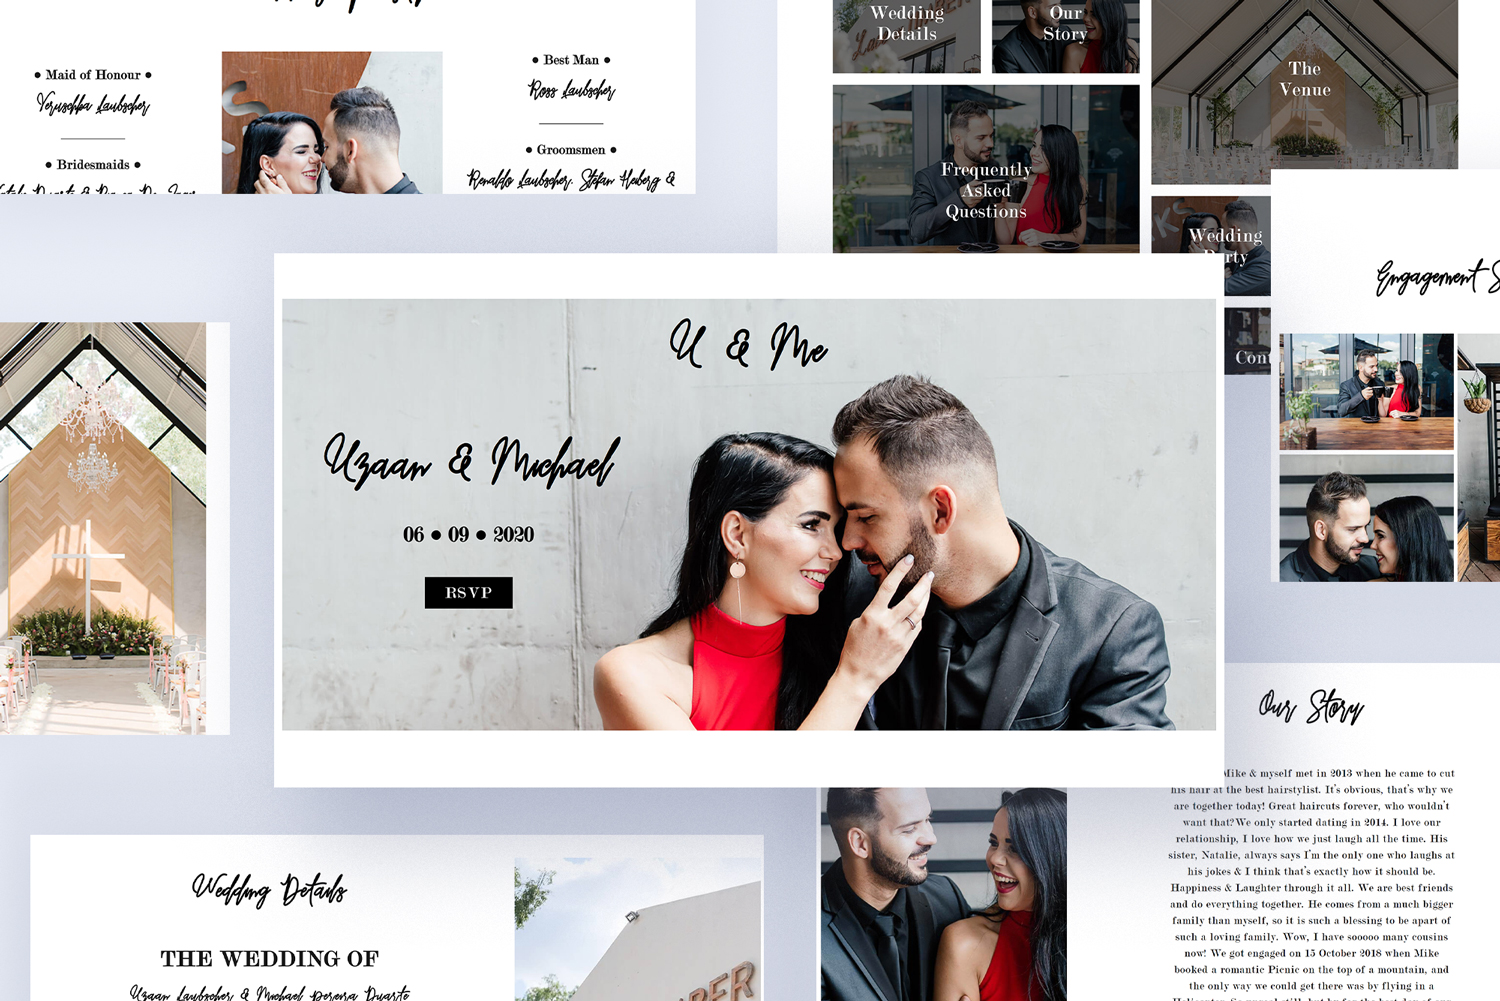 • Maid of Honour •
Veruschka Laubscher
• Bridesmaids •
• Best Man •
Ross Laubscher
• Groomsmen •
Renaldo Laubscher, Stefan Heiberg &
Wedding
Details
Our
Story
The
Venue
Frequently
Asked
Questions
Wedding
rty
Cont
Engagement S
U & Me
Uzaan & Michael
06 • 09 • 2020
RSVP
Our Story
Mike & myself met in 2013 when he came to cut
his hair at the best hairstylist. It's obvious, that's why we
are together today! Great haircuts forever, who wouldn't
want that? We only started dating in 2014. I love our
relationship, I love how we just laugh all the time. His
sister, Natalie, always says I'm the only one who laughs at
his jokes & I think that's exactly how it should be.
Happiness & Laughter through it all. We are best friends
and do everything together. He comes from a much bigger
family than myself, so it is such a blessing to be apart of
such a loving family. Wow, I have sooooo many cousins
now! We got engaged on 15 October 2018 when Mike
booked a romantic Picnic on the top of a mountain, and
the only way we could get there was by flying in a
Wedding Details
THE WEDDING OF
Uzaan Laubscher & Michael Pereira Duarte